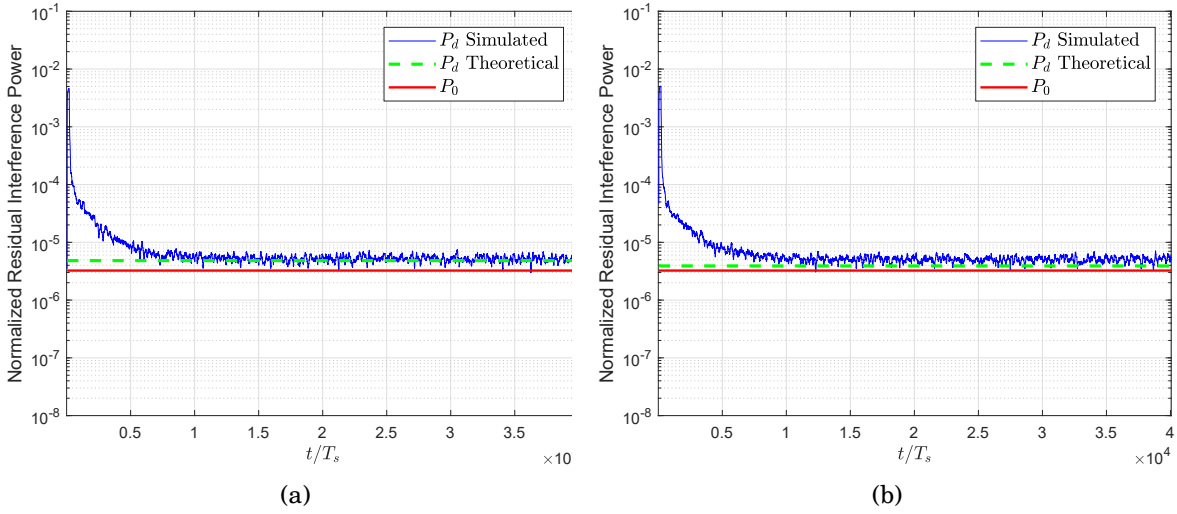 10^-1
10^-2
10^-3
10^-4
10^-5
10^-6
10^-7
10^-8
Normalized Residual Interference Power
P_d Simulated
P_d Theoretical
P_0
0.5 1 1.5 2 2.5 3 3.5
t/T_s
×10
(a)
10^-1
10^-2
10^-3
10^-4
10^-5
10^-6
10^-7
10^-8
Normalized Residual Interference Power
P_d Simulated
P_d Theoretical
P_0
0.5 1 1.5 2 2.5 3 3.5 4
t/T_s
×10^4
(b)